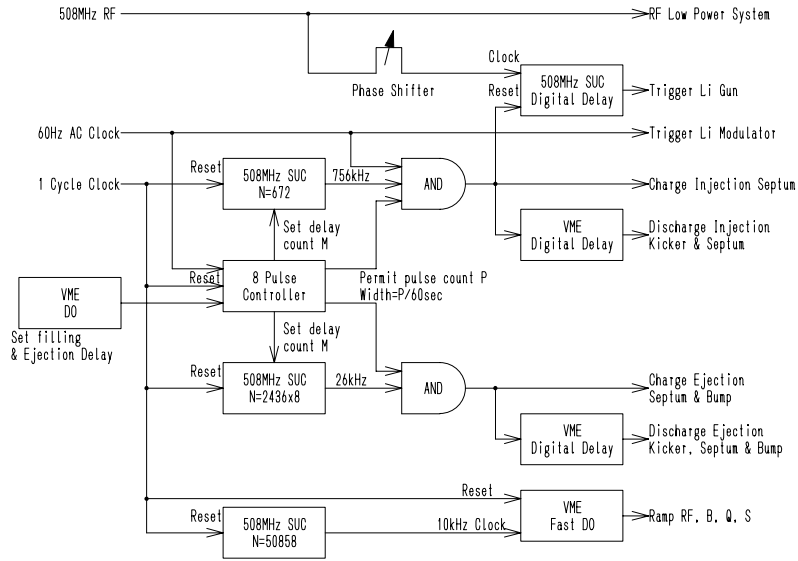 508MHz RF
RF Low Power System
Clock
Phase Shifter
508MHz SUC
Digital Delay
Reset
Trigger Li Gun
60Hz AC Clock
Trigger Li Modulator
1 Cycle Clock
Reset
508MHz SUC
N=672
756kHz
AND
Charge Injection Septum
Set delay
count M
VME
Digital Delay
Discharge Injection
Kicker & Septum
Reset
8 Pulse
Controller
Permit pulse count P
Width=P/60sec
VME
DO
Set filling
& Ejection Delay
Set delay
count M
Reset
508MHz SUC
N=2436x8
26kHz
AND
Charge Ejection
Septum & Bump
VME
Digital Delay
Discharge Ejection
Kicker, Septum & Bump
Reset
VME
Fast DO
Reset
508MHz SUC
N=50858
10kHz Clock
Ramp RF, B, Q, S